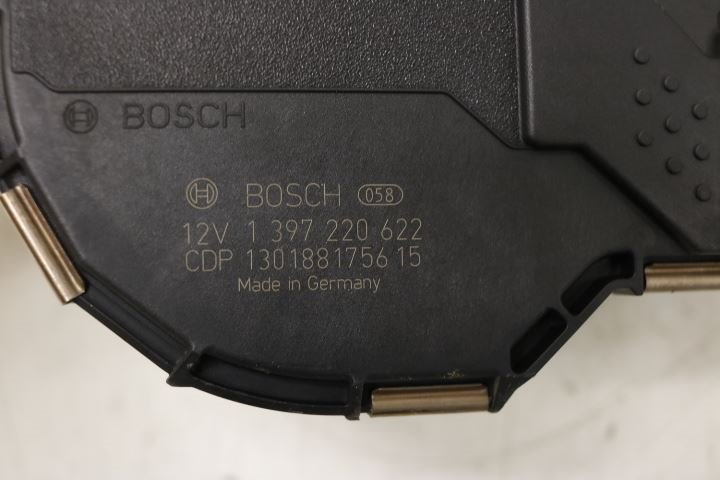 BOSCH
BOSCH 058
12V 1 397 220 622
CDP 1301881756 15
Made in Germany